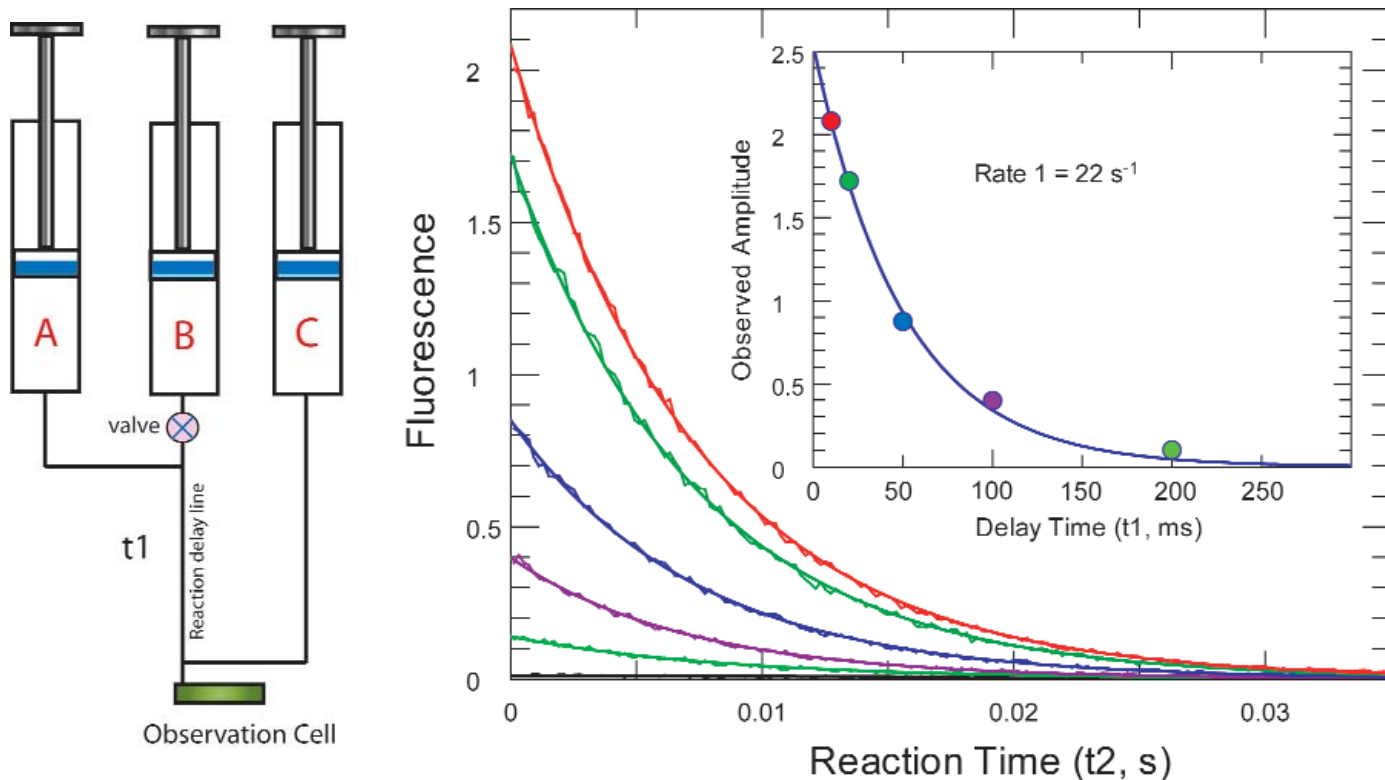 A
B
C
valve
t1
Reaction delay line
Observation Cell
Fluorescence
2
1.5
1
0.5
0
0
0.01
0.02
0.03
Reaction Time (t2, s)
Observed Amplitude
2.5
2
1.5
1
0.5
0
Rate 1 = 22 s⁻¹
0
50
100
150
200
250
Delay Time (t1, ms)